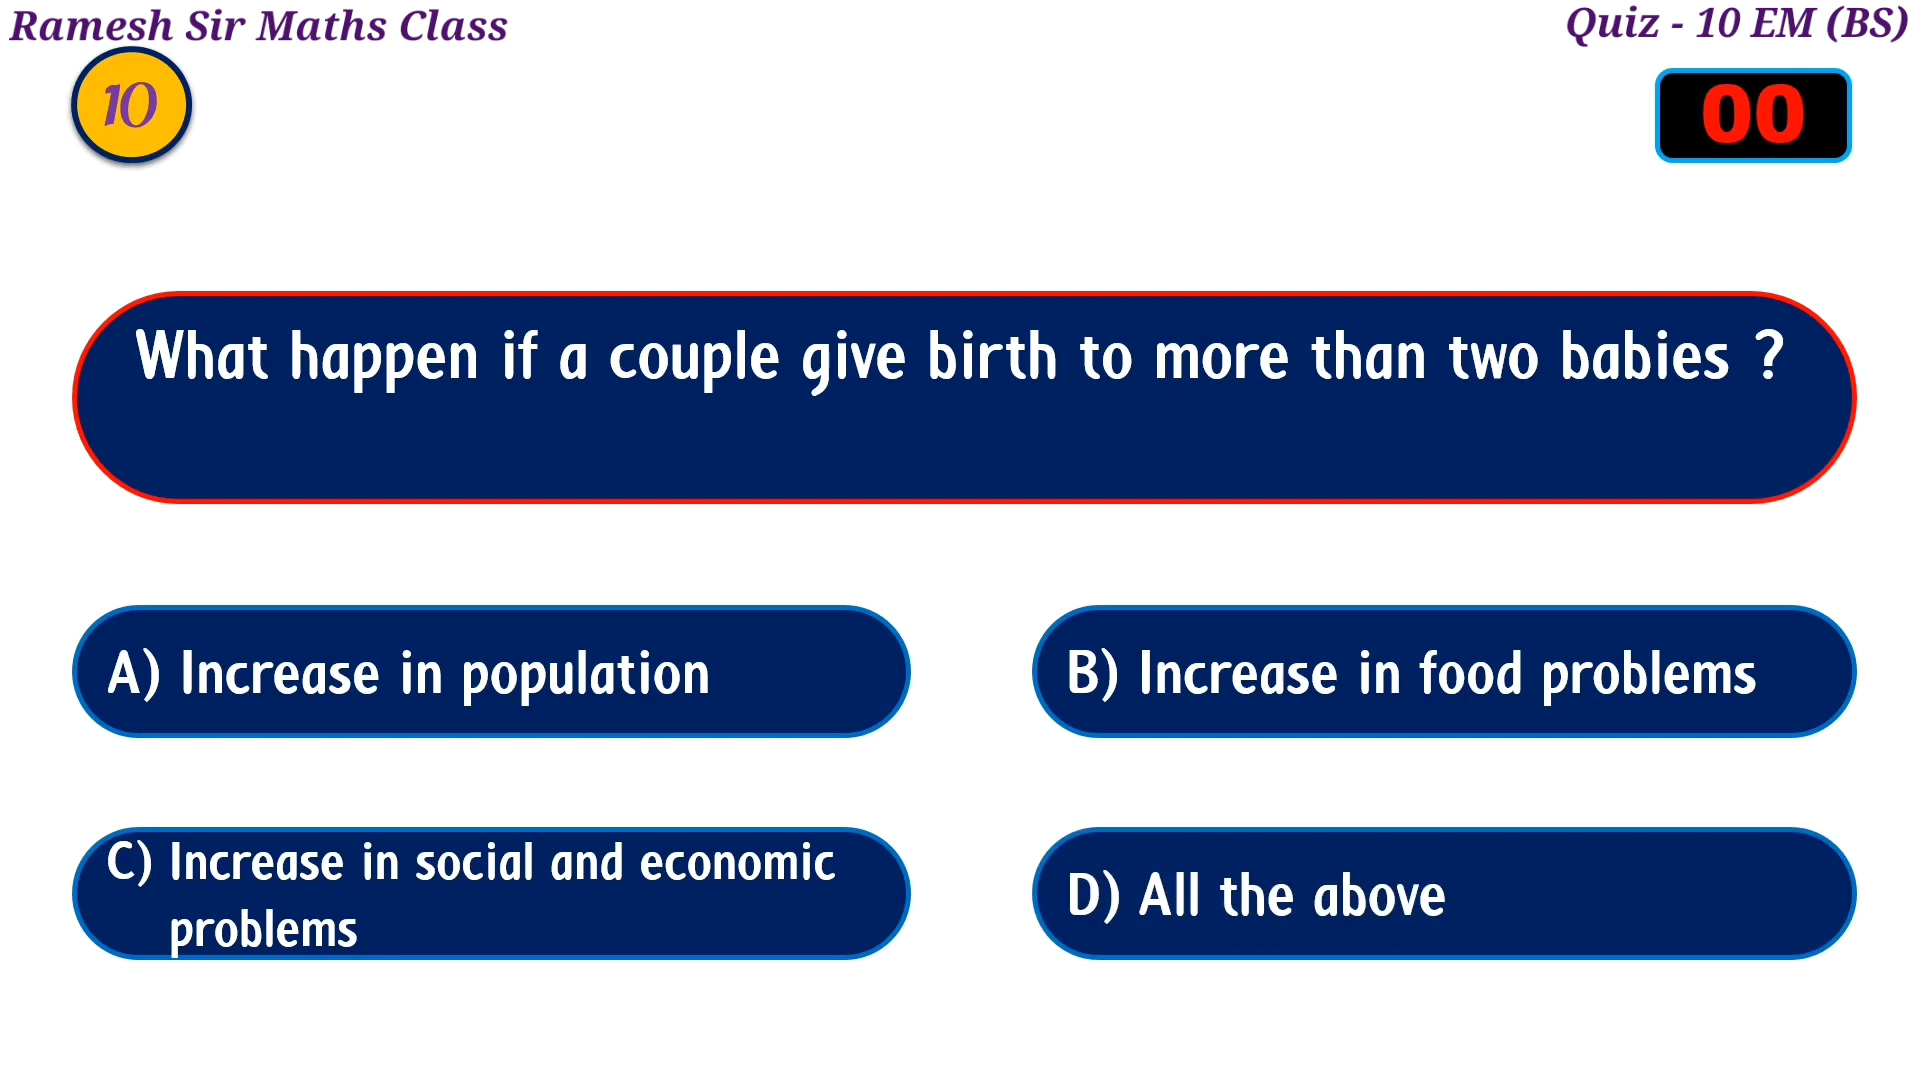 Ramesh Sir Maths Class
Quiz - 10 EM (BS)
10
00
What happen if a couple give birth to more than two babies ?
A) Increase in population
B) Increase in food problems
C) Increase in social and economic
problems
D) All the above